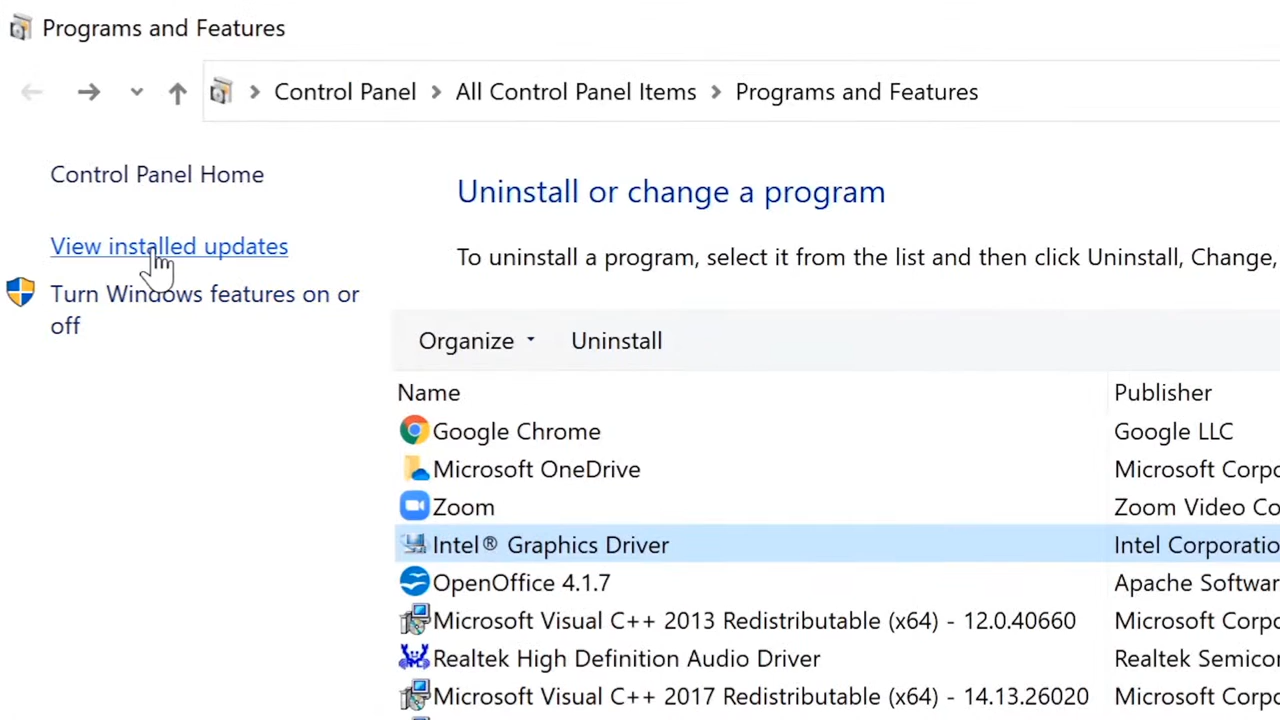 Programs and Features
Control Panel > All Control Panel Items > Programs and Features
Control Panel Home
View installed updates
Turn Windows features on or
off
Uninstall or change a program
To uninstall a program, select it from the list and then click Uninstall, Change,
Organize Uninstall
Name Publisher
Google Chrome Google LLC
Microsoft OneDrive Microsoft Corpo
Zoom Zoom Video Co
Intel® Graphics Driver Intel Corporatio
OpenOffice 4.1.7 Apache Software
Microsoft Visual C++ 2013 Redistributable (x64) - 12.0.40660 Microsoft Corpo
Realtek High Definition Audio Driver Realtek Semicon
Microsoft Visual C++ 2017 Redistributable (x64) - 14.13.26020 Microsoft Corpo